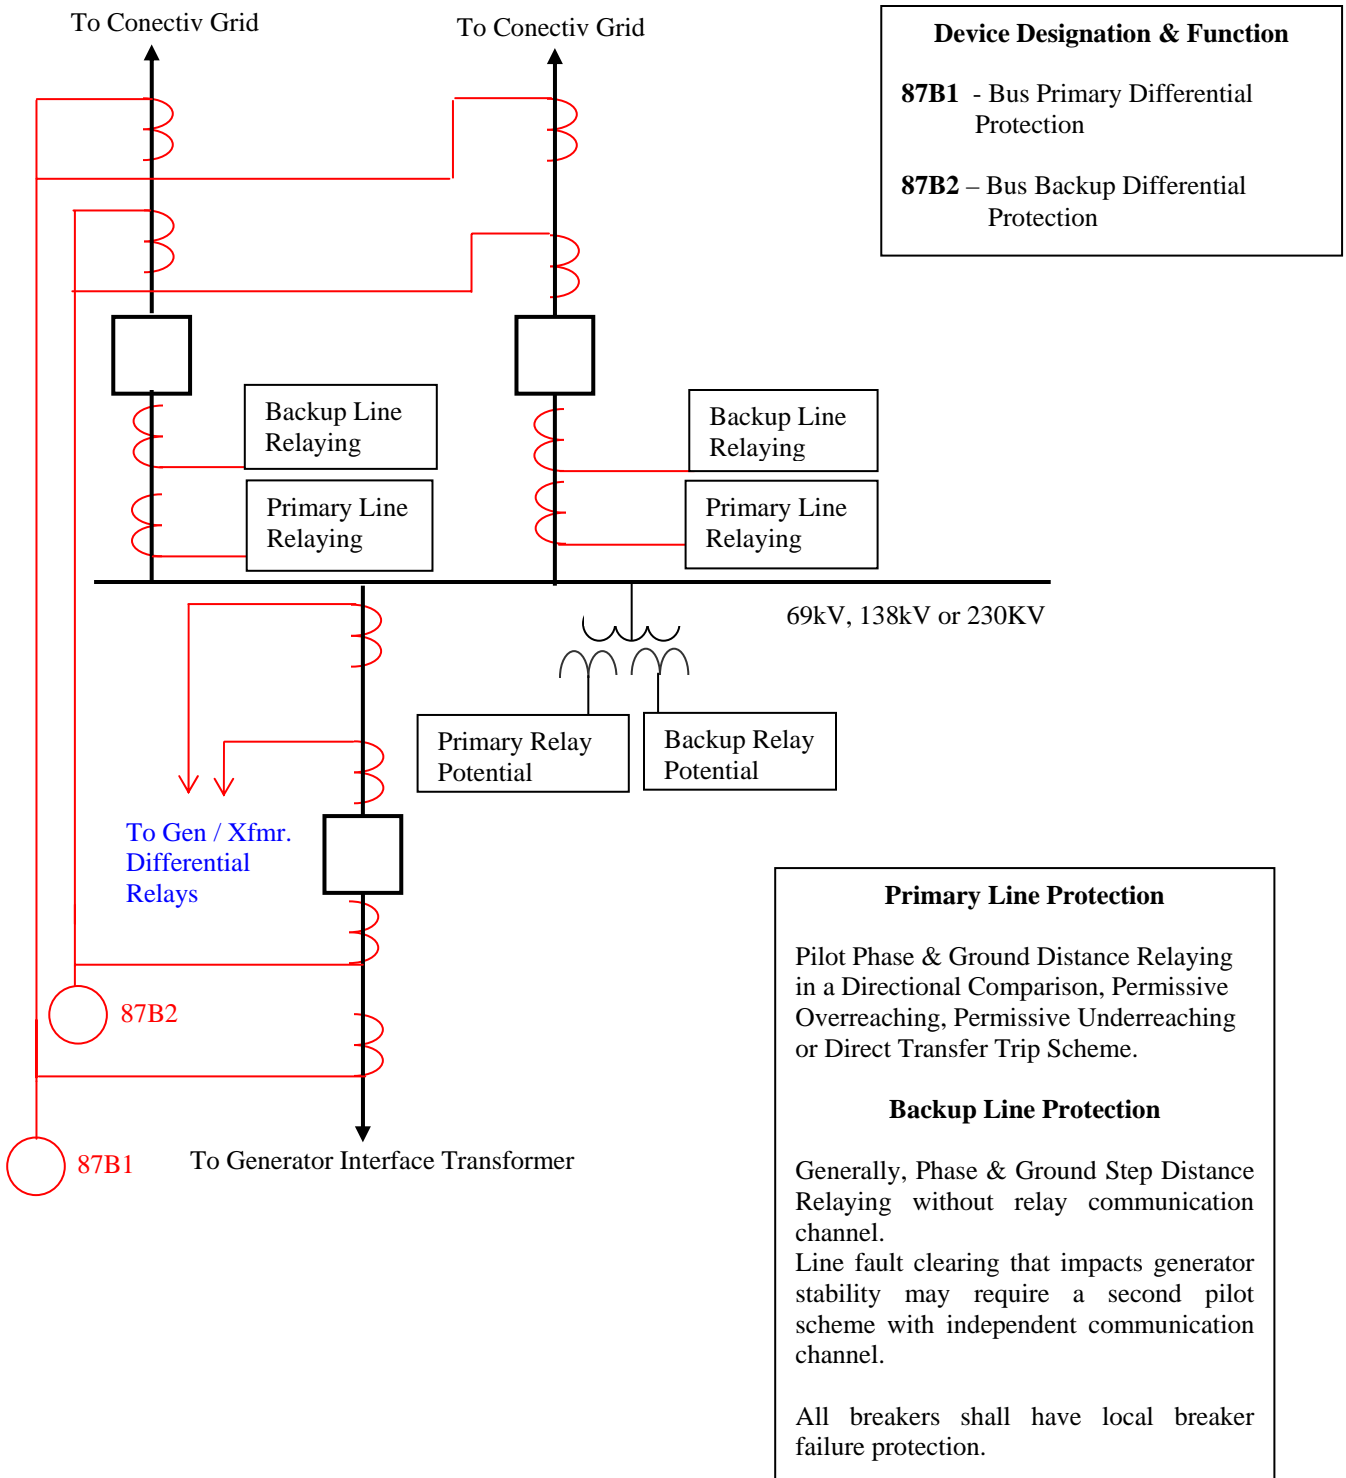 To Conectiv Grid
To Conectiv Grid
Device Designation & Function
87B1 - Bus Primary Differential
Protection
87B2 – Bus Backup Differential
Protection
Backup Line
Relaying
Primary Line
Relaying
Backup Line
Relaying
Primary Line
Relaying
69kV, 138kV or 230KV
Primary Relay
Potential
Backup Relay
Potential
To Gen / Xfmr.
Differential
Relays
87B2
87B1
To Generator Interface Transformer
Primary Line Protection
Pilot Phase & Ground Distance Relaying
in a Directional Comparison, Permissive
Overreaching, Permissive Underreaching
or Direct Transfer Trip Scheme.
Backup Line Protection
Generally, Phase & Ground Step Distance
Relaying without relay communication
channel.
Line fault clearing that impacts generator
stability may require a second pilot
scheme with independent communication
channel.
All breakers shall have local breaker
failure protection.